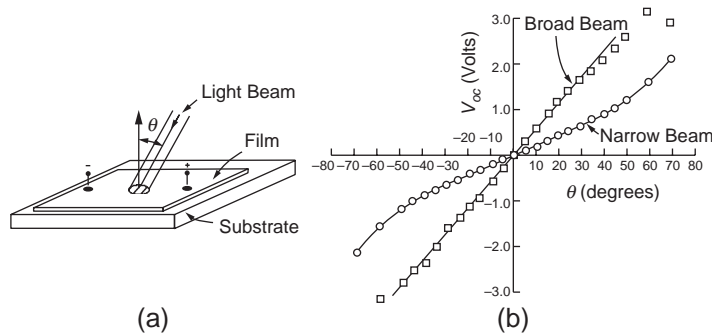 θ
Light Beam
Film
-
+
Substrate
(a)
3.0
2.0
1.0
V_oc (Volts)
Broad Beam
Narrow Beam
–20 –10
–80 –70 –60 –50 –40 –30
0
10 20 30 40 50 60 70 80
θ (degrees)
–1.0
–2.0
–3.0
(b)